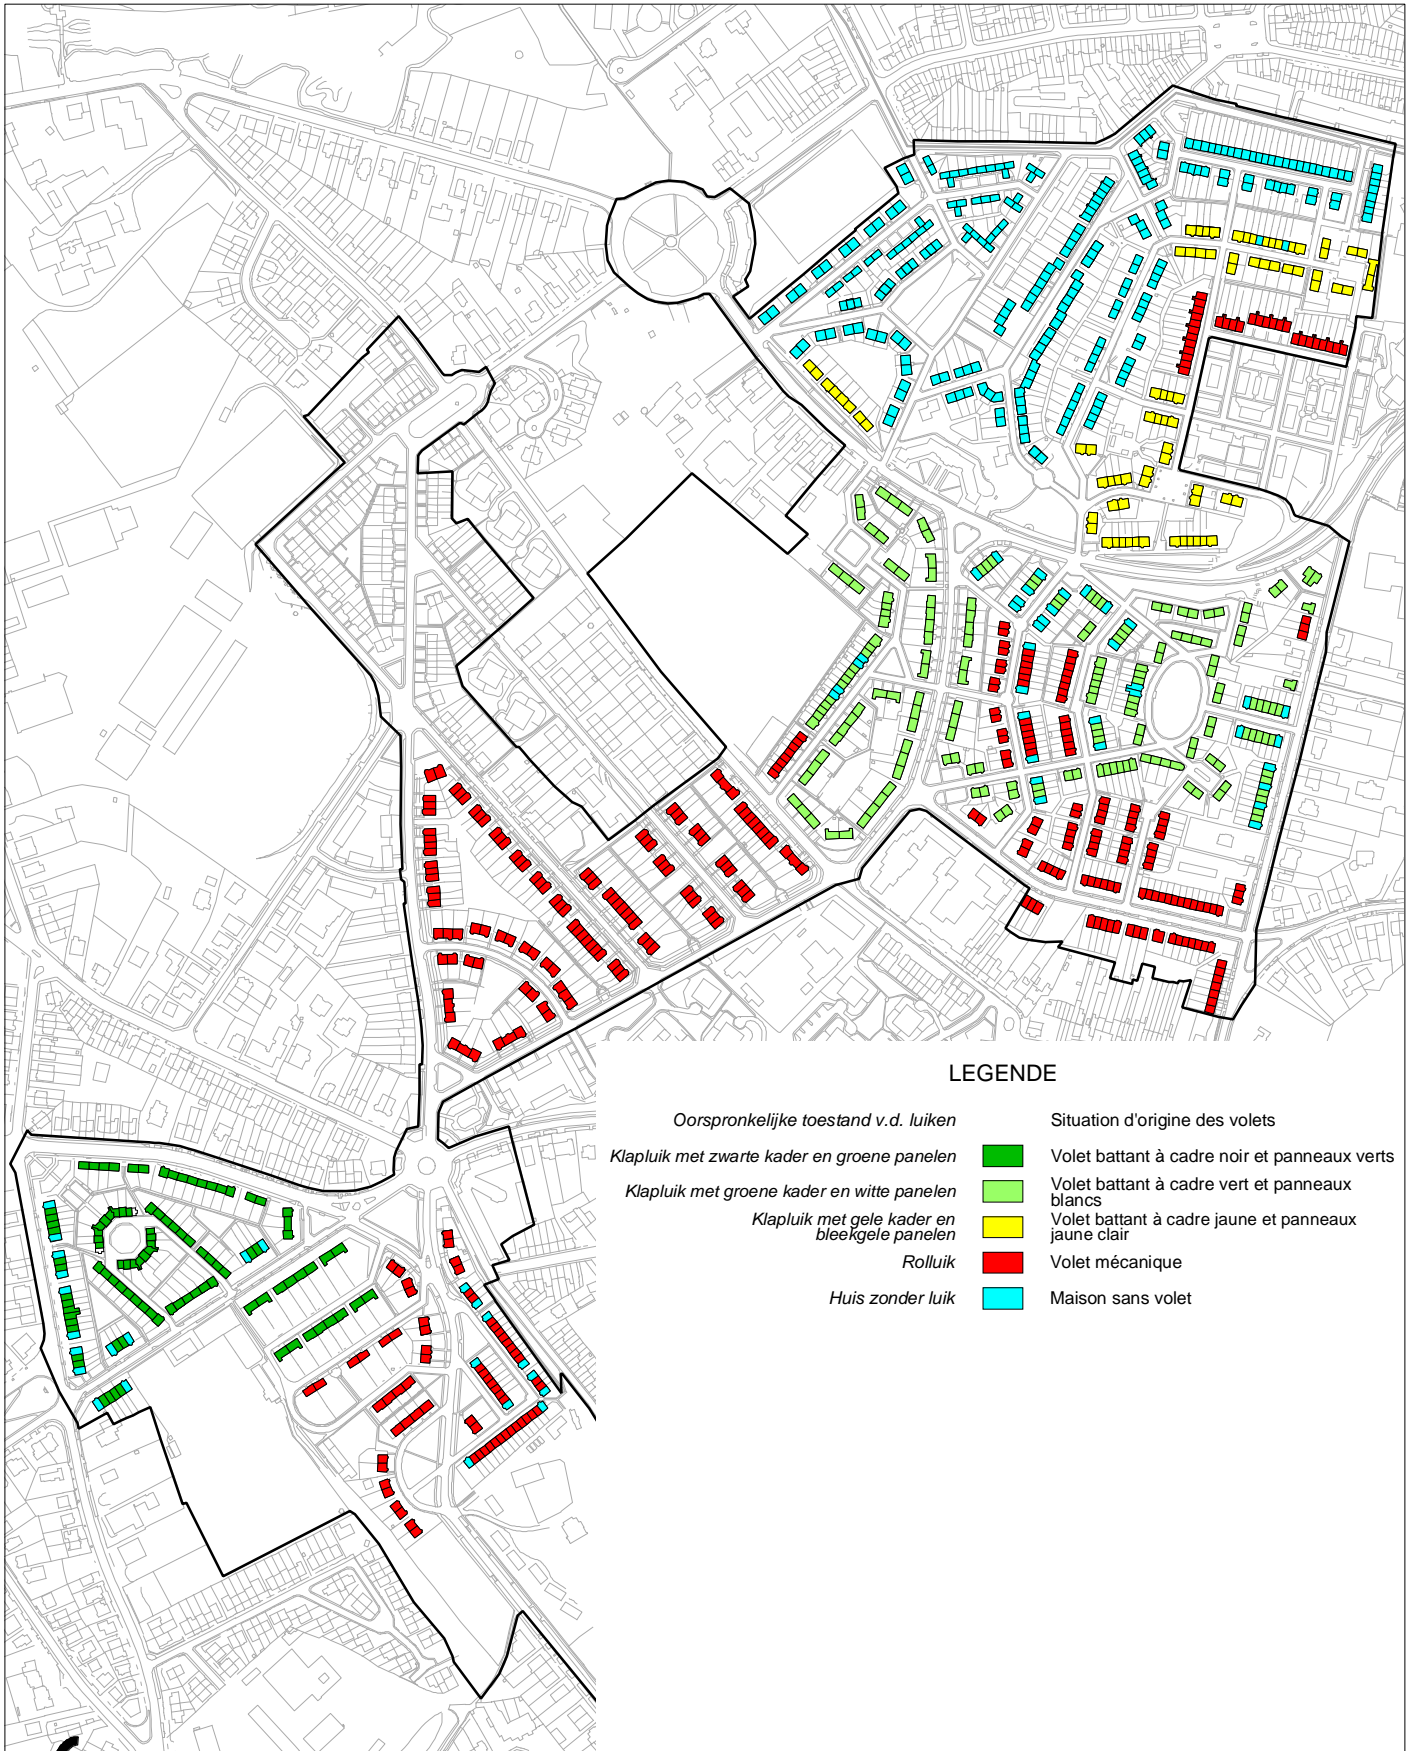 LEGENDE
Oorspronkelijke toestand v.d. luiken
Situation d'origine des volets
Klapluik met zwarte kader en groene panelen
Volet battant à cadre noir et panneaux verts
Klapluik met groene kader en witte panelen
Volet battant à cadre vert et panneaux
blancs
Klapluik met gele kader en
bleekgele panelen
Volet battant à cadre jaune et panneaux
jaune clair
Rolluik
Volet mécanique
Huis zonder luik
Maison sans volet